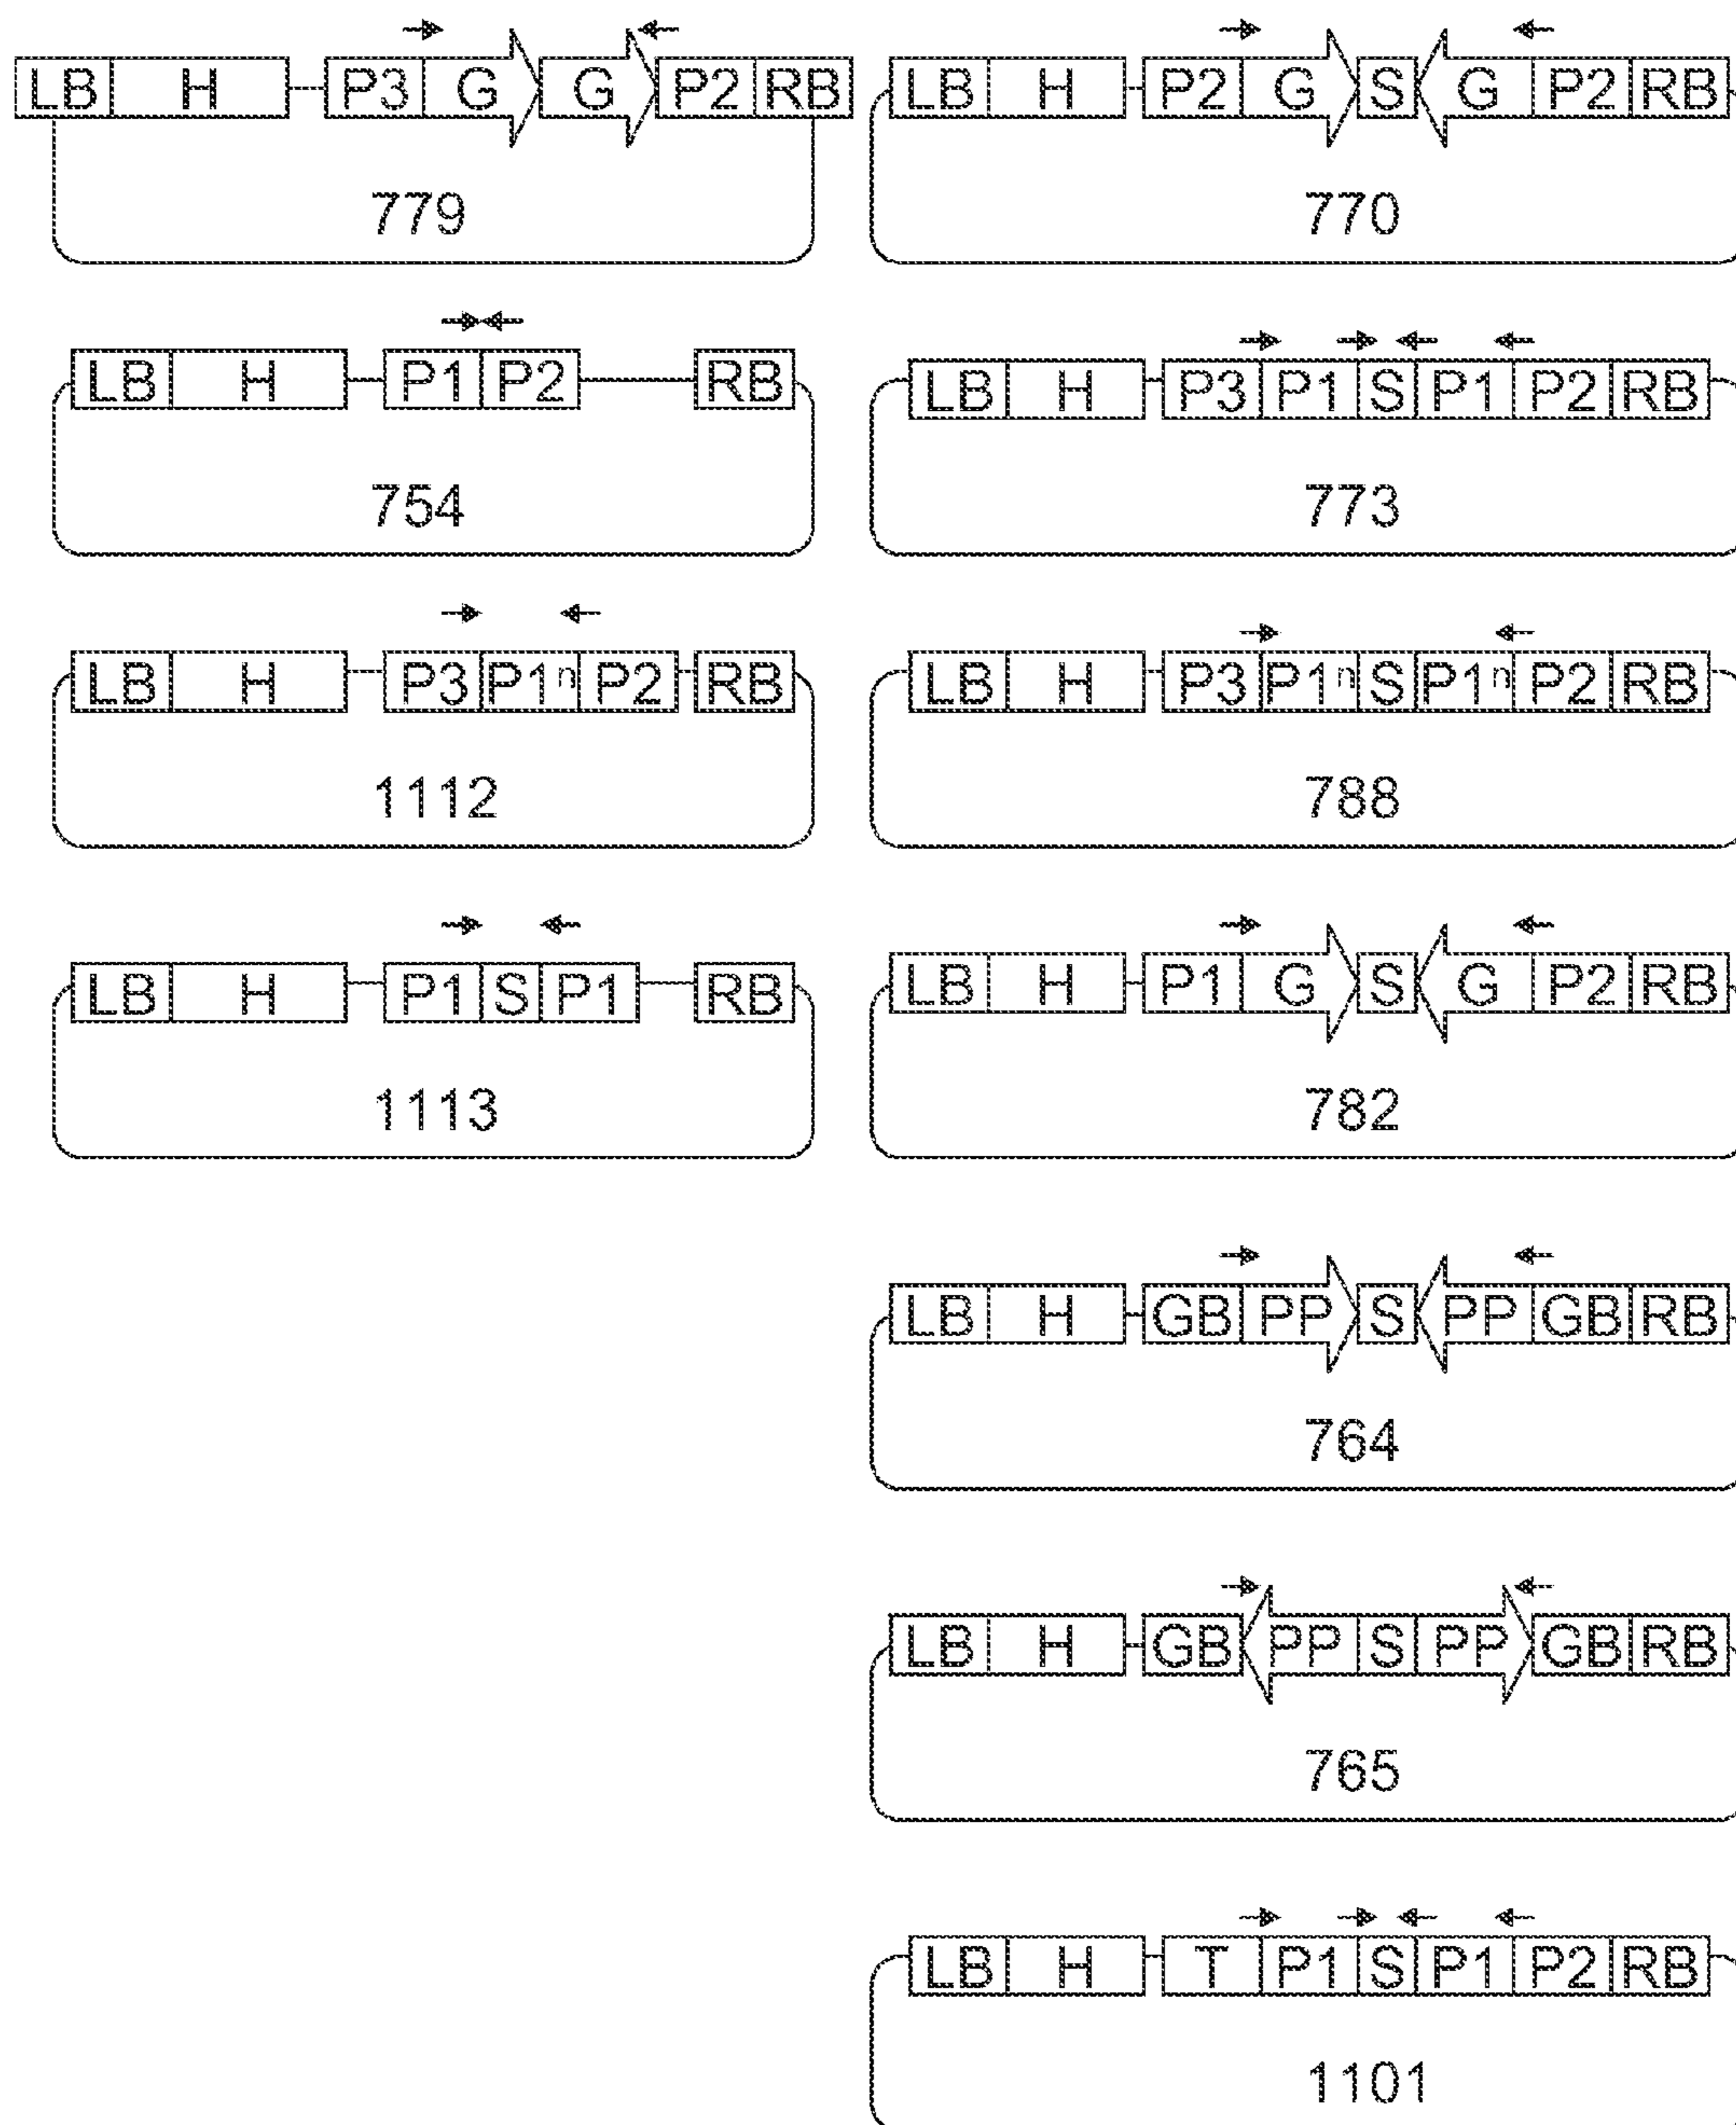 LB H P3 G G P2 RB
779
LB H P2 G S G P2 RB
770
LB H P1 P2 RB
754
LB H P3 P1 S P1 P2 RB
773
LB H P3 P1n P2 RB
1112
LB H P3 P1n S P1n P2 RB
788
LB H P1 S P1 RB
1113
LB H P1 G S G P2 RB
782
LB H GB PP S PP GB RB
764
LB H GB PP S PP GB RB
765
LB H T P1 S P1 P2 RB
1101